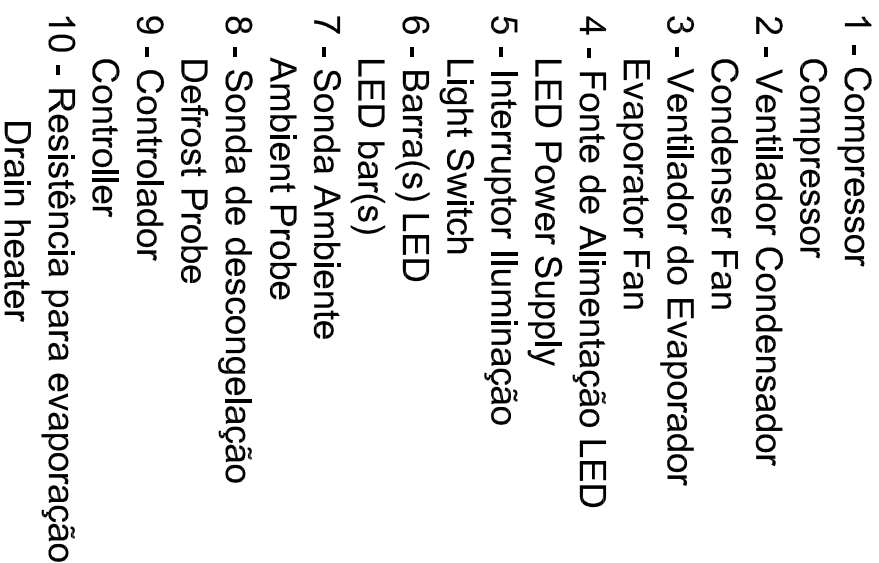 1 - Compressor
Compressor
2 - Ventilador Condensador
Condenser Fan
3 - Ventilador do Evaporador
Evaporator Fan
4 - Fonte de Alimentação LED
LED Power Supply
5 - Interruptor Iluminação
Light Switch
6 - Barra(s) LED
LED bar(s)
7 - Sonda Ambiente
Ambient Probe
8 - Sonda de descongelação
Defrost Probe
9 - Controlador
Controller
10 - Resistência para evaporação
Drain heater